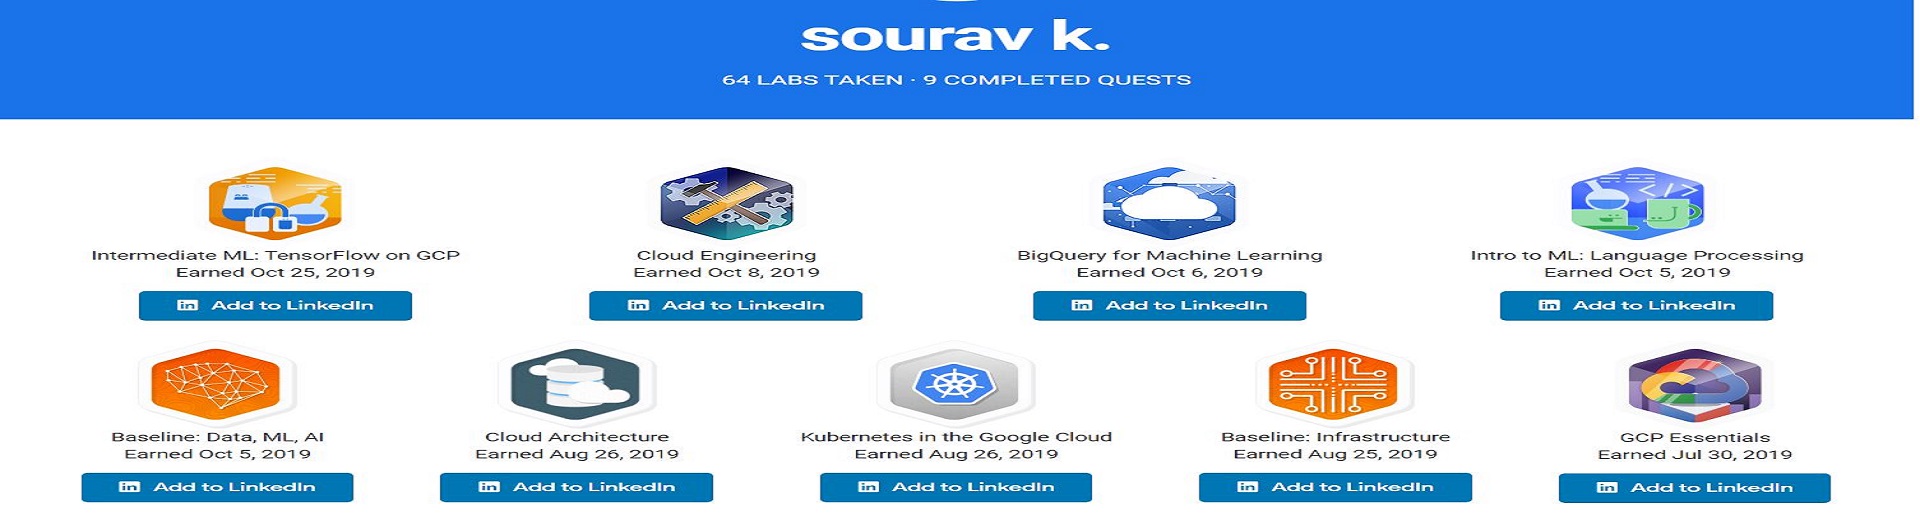 sourav k.
64 LABS TAKEN · 9 COMPLETED QUESTS
Intermediate ML: TensorFlow on GCP
Earned Oct 25, 2019
in Add to LinkedIn
Cloud Engineering
Earned Oct 8, 2019
in Add to LinkedIn
BigQuery for Machine Learning
Earned Oct 6, 2019
in Add to LinkedIn
Intro to ML: Language Processing
Earned Oct 5, 2019
in Add to LinkedIn
Baseline: Data, ML, AI
Earned Oct 5, 2019
in Add to LinkedIn
Cloud Architecture
Earned Aug 26, 2019
in Add to LinkedIn
Kubernetes in the Google Cloud
Earned Aug 26, 2019
in Add to LinkedIn
Baseline: Infrastructure
Earned Aug 25, 2019
in Add to LinkedIn
GCP Essentials
Earned Jul 30, 2019
in Add to LinkedIn